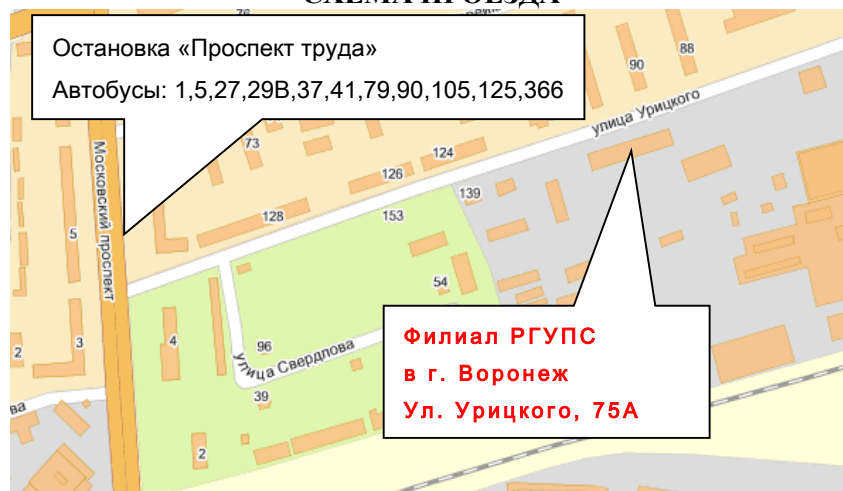 СХЕМА ПРОЕЗДА
76
Остановка «Проспект труда»
Автобусы: 1,5,27,29В,37,41,79,90,105,125,366
88
90
улица Урицкого
Московский проспект
73
124
126
139
128
153
5
54
4
3
2
96
улица Свердлова
39
2
Филиал РГУПС
в г. Воронеж
Ул. Урицкого, 75А